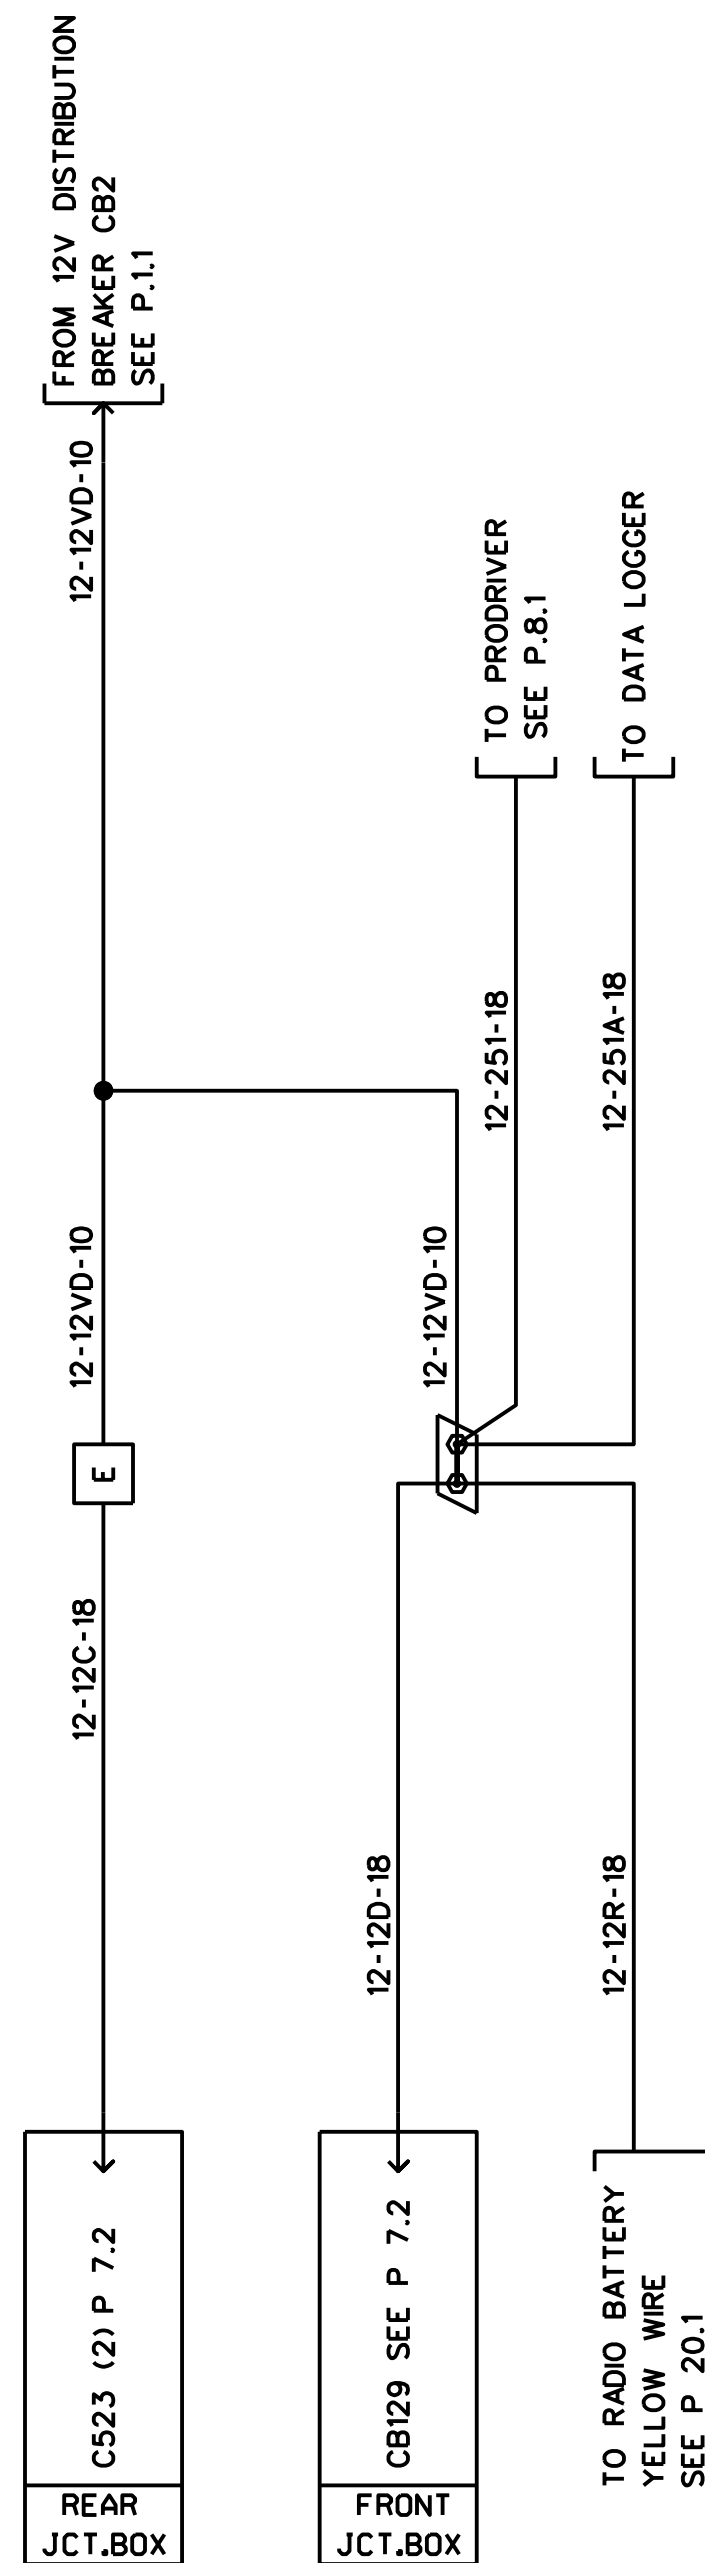 FROM 12V DISTRIBUTION
BREAKER CB2
SEE P.1.1
12-12VD-10
TO PRODRIVER
SEE P.8.1
TO DATA LOGGER
12-251-18
12-251A-18
12-12VD-10
12-12VD-10
E
12-12C-18
12-12D-18
12-12R-18
C523 (2) P 7.2
CB129 SEE P 7.2
TO RADIO BATTERY
YELLOW WIRE
SEE P 20.1
REAR
JCT.BOX
FRONT
JCT.BOX